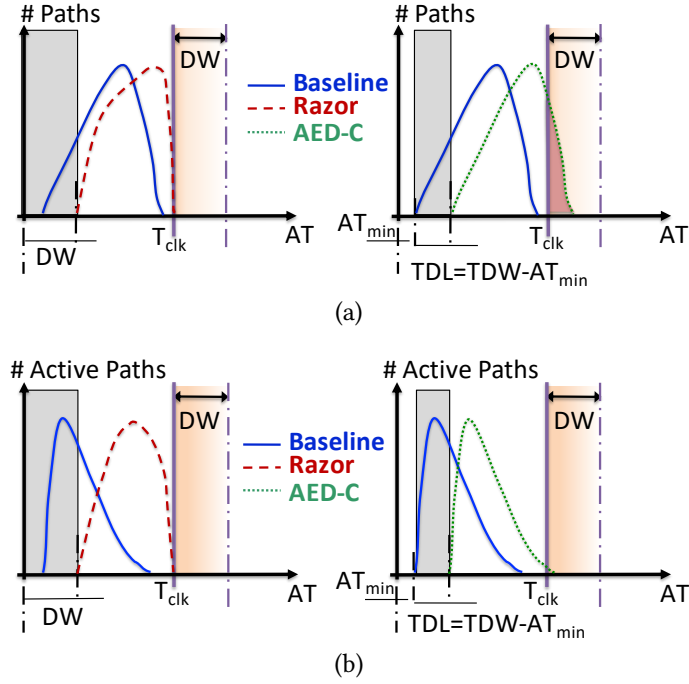 # Paths
# Paths
DW
DW
Baseline
Razor
AED-C
T_clk
AT
DW
AT_min
T_clk
AT
TDL=TDW-AT_min
(a)
# Active Paths
# Active Paths
DW
DW
Baseline
Razor
AED-C
T_clk
AT
DW
AT_min
T_clk
AT
TDL=TDW-AT_min
(b)